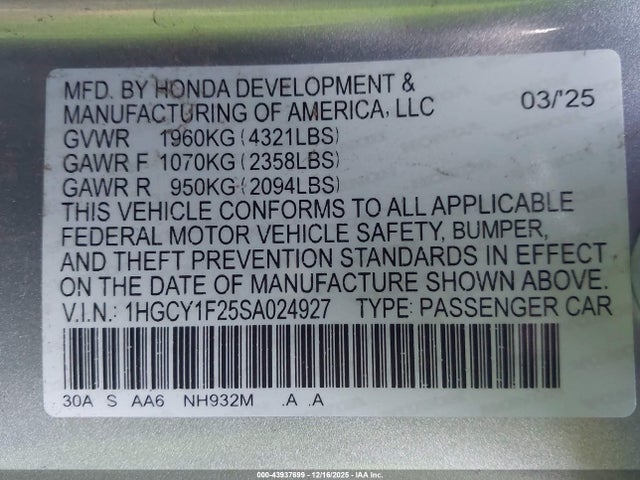 MFD. BY HONDA DEVELOPMENT &
MANUFACTURING OF AMERICA, LLC 03/'25
GVWR 1960KG (4321LBS)
GAWR F 1070KG (2358LBS)
GAWR R 950KG (2094LBS)
THIS VEHICLE CONFORMS TO ALL APPLICABLE
FEDERAL MOTOR VEHICLE SAFETY, BUMPER,
AND THEFT PREVENTION STANDARDS IN EFFECT
ON THE DATE OF MANUFACTURE SHOWN ABOVE.
V.I.N.: 1HGCY1F25SA024927 TYPE: PASSENGER CAR
30A S AA6 NH932M .A .A
000-43937699 - 12/16/2025 - IAA Inc.